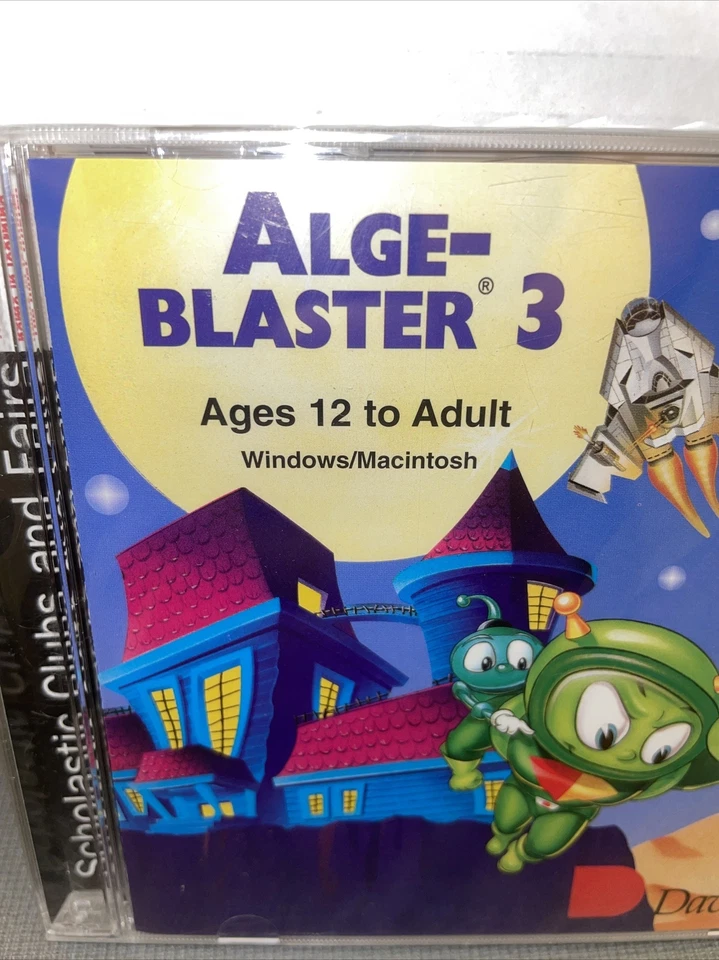 ALGE-
BLASTER® 3
Ages 12 to Adult
Windows/Macintosh
Scholastic Clubs and Fairs